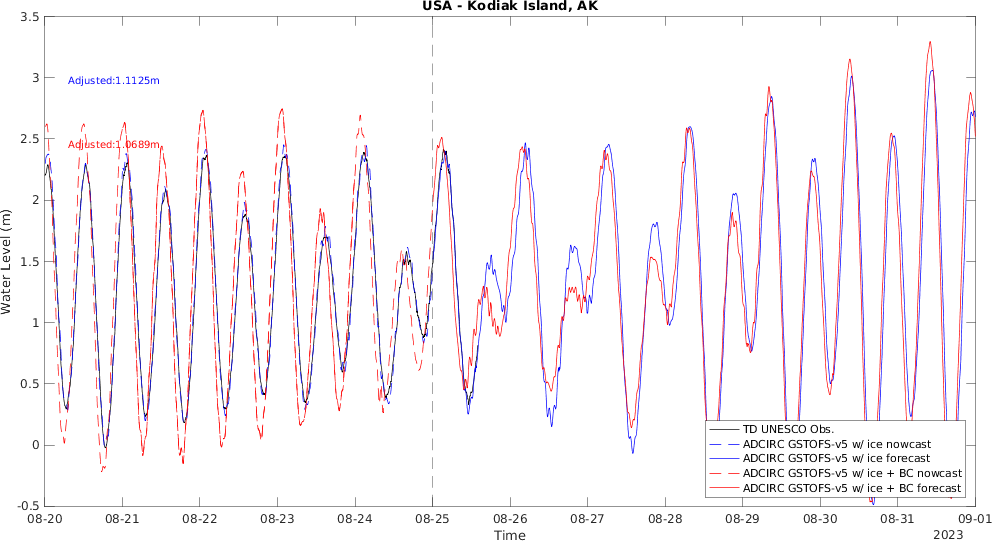 USA - Kodiak Island, AK
3.5
3
2.5
2
1.5
1
0.5
0
-0.5
Water Level (m)
Adjusted:1.1125m
Adjusted:1.0689m
TD UNESCO Obs.
ADCIRC GSTOFS-v5 w/ ice nowcast
ADCIRC GSTOFS-v5 w/ ice forecast
ADCIRC GSTOFS-v5 w/ ice + BC nowcast
ADCIRC GSTOFS-v5 w/ ice + BC forecast
08-20 08-21 08-22 08-23 08-24 08-25 08-26 08-27 08-28 08-29 08-30 08-31 09-01
Time
2023